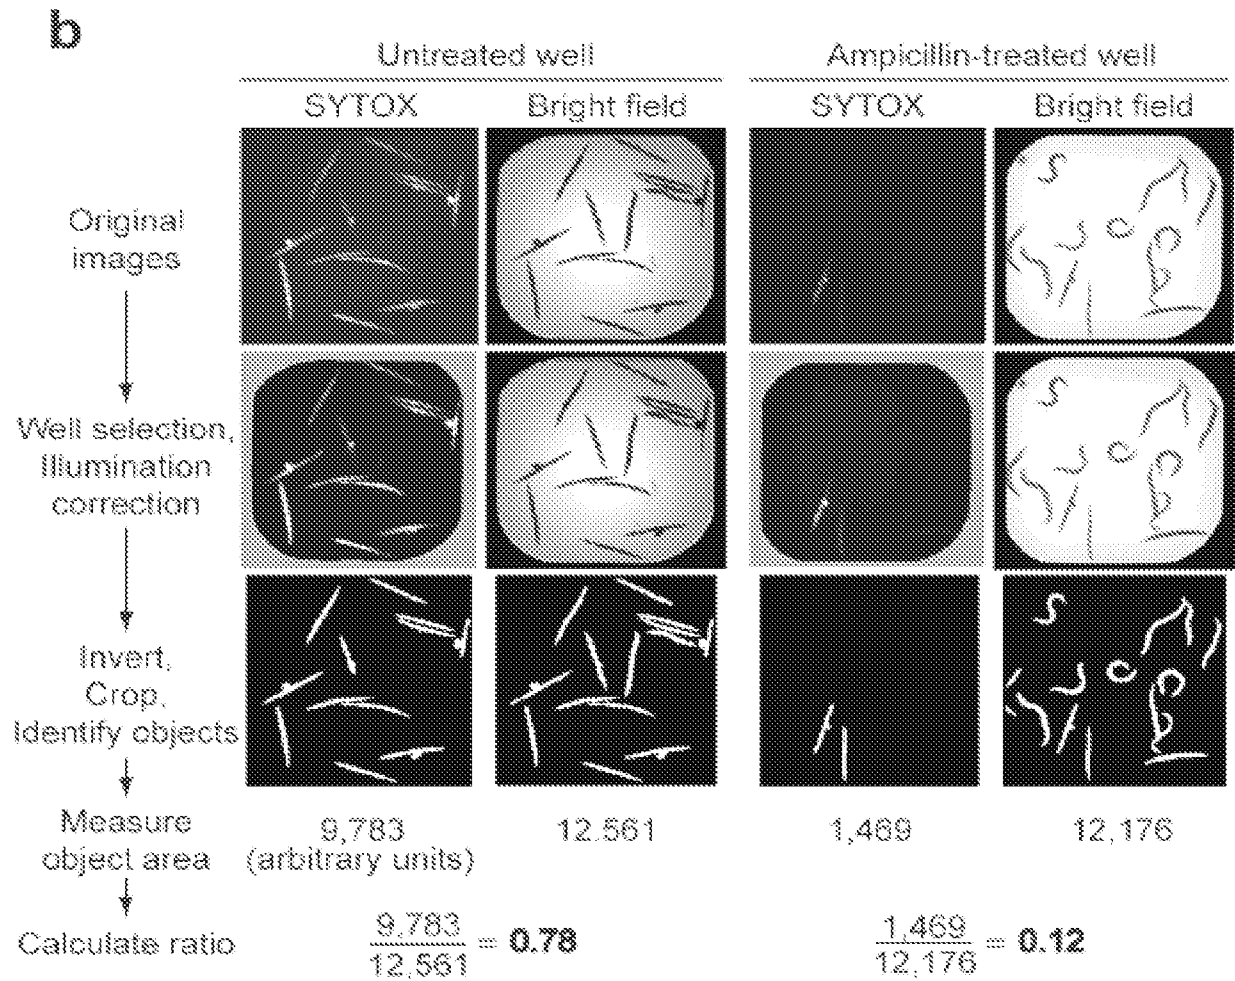 b
Untreated well
Ampicillin-treated well
SYTOX
Bright field
SYTOX
Bright field
Original
images
Well selection,
Illumination
correction
Invert,
Crop,
Identify objects
Measure
object area
9,783
(arbitrary units)
12.561
1,469
12,176
Calculate ratio
9,783
12,561
= 0.78
1,469
12,176
= 0.12